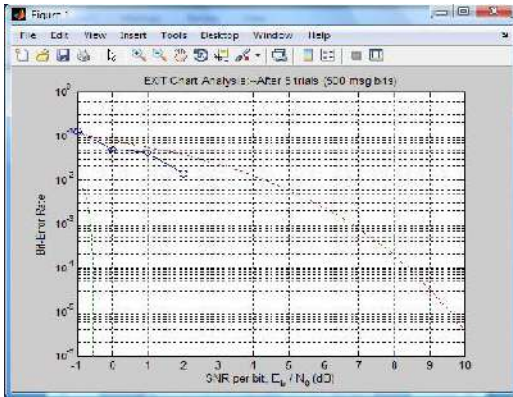 Figure 1
File Edit View Insert Tools Desktop Window Help
EXIT Chart Analysis:--After 5 trials (500 msg bits)
Bit-Error Rate
10^0
10^-1
10^-2
10^-3
10^-4
10^-5
10^-6
-1 0 1 2 3 4 5 6 7 8 9 10
SNR per bit, E_b / N_0 (dB)